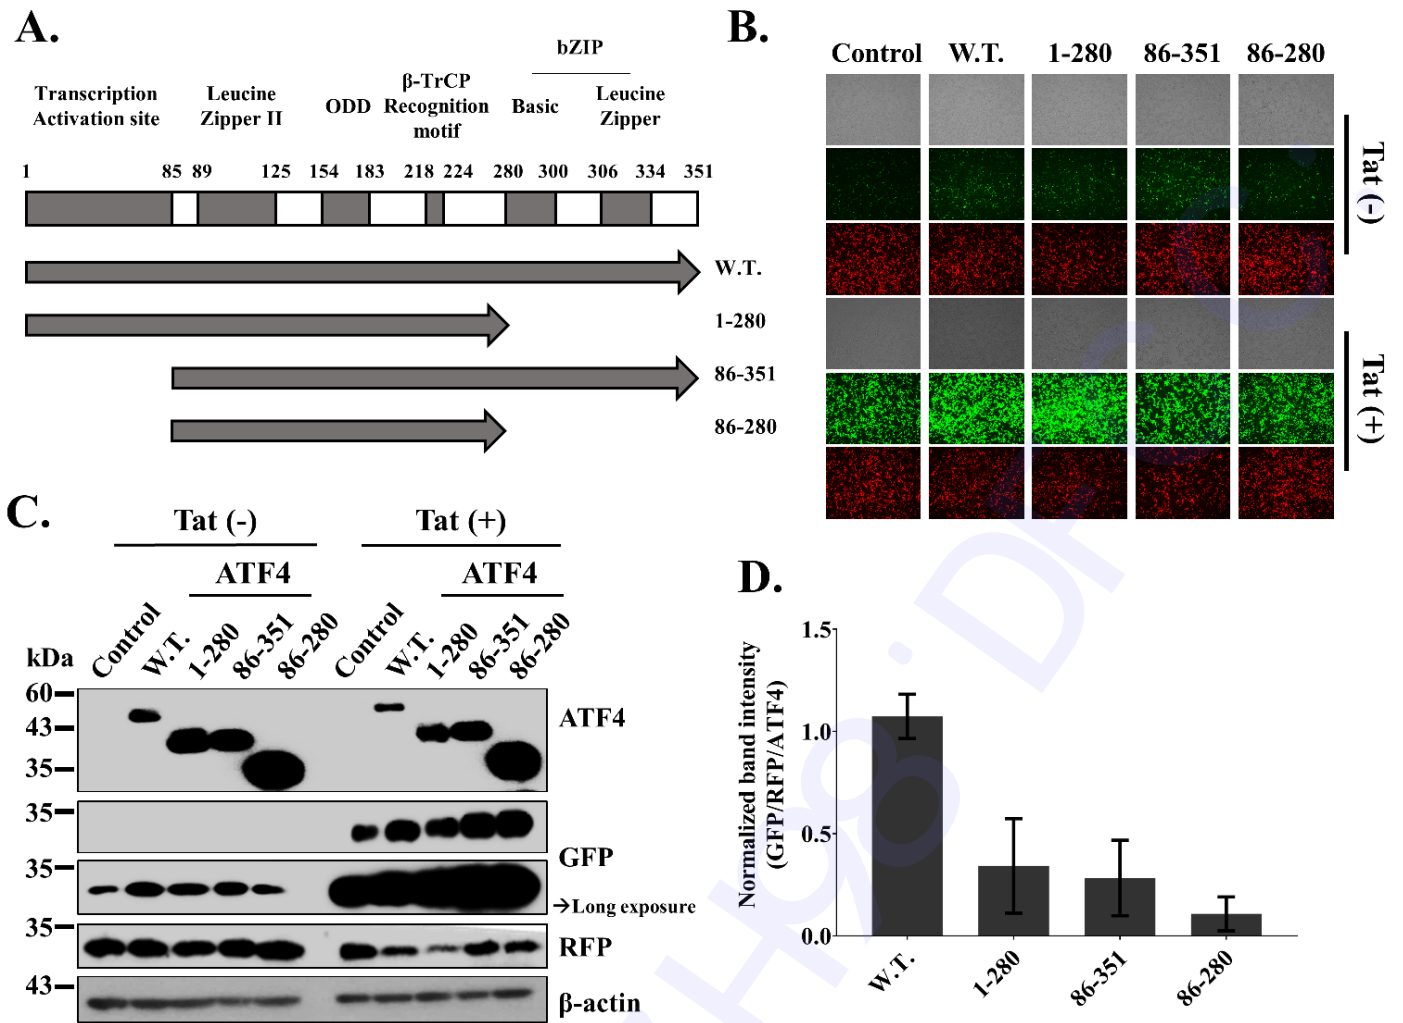 A.
bZIP
Transcription
Activation site
Leucine
Zipper II
ODD
β-TrCP
Recognition
motif
Basic
Leucine
Zipper
1 85 89 125 154 183 218 224 280 300 306 334 351
W.T.
1-280
86-351
86-280
B.
Control W.T. 1-280 86-351 86-280
Tat (-)
Tat (+)
C.
Tat (-) Tat (+)
ATF4 ATF4
Control W.T. 1-280 86-351 86-280 Control W.T. 1-280 86-351 86-280
kDa
60
43
35
ATF4
35
GFP
35
→Long exposure
35
RFP
43
β-actin
D.
Normalized band intensity
(GFP/RFP/ATF4)
1.5
1.0
0.5
0.0
W.T. 1-280 86-351 86-280